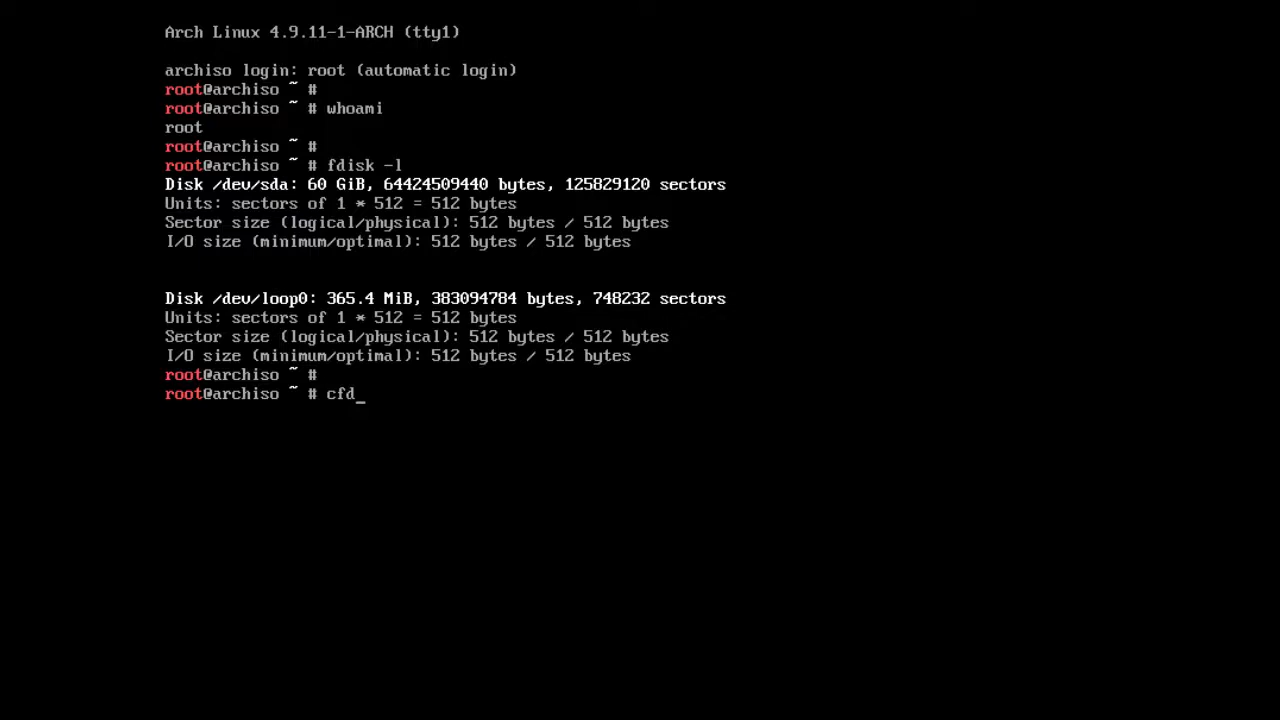 Arch Linux 4.9.11-1-ARCH (tty1)
archiso login: root (automatic login)
root@archiso ~ #
root@archiso ~ # whoami
root
root@archiso ~ #
root@archiso ~ # fdisk -l
Disk /dev/sda: 60 GiB, 64424509440 bytes, 125829120 sectors
Units: sectors of 1 * 512 = 512 bytes
Sector size (logical/physical): 512 bytes / 512 bytes
I/O size (minimum/optimal): 512 bytes / 512 bytes
Disk /dev/loop0: 365.4 MiB, 383094784 bytes, 748232 sectors
Units: sectors of 1 * 512 = 512 bytes
Sector size (logical/physical): 512 bytes / 512 bytes
I/O size (minimum/optimal): 512 bytes / 512 bytes
root@archiso ~ #
root@archiso ~ # cfd_